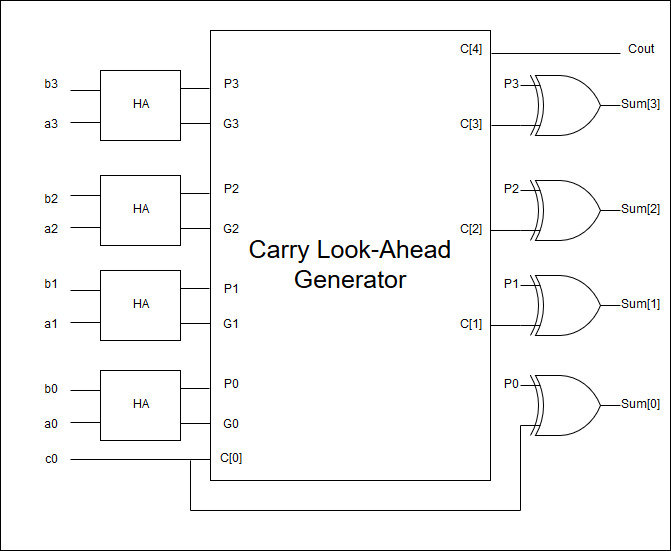 C[4] Cout
b3 P3 P3
HA Sum[3]
a3 G3 C[3]
b2 P2 P2
HA Sum[2]
a2 G2 C[2]
Carry Look-Ahead
Generator
b1 P1 P1
HA Sum[1]
a1 G1 C[1]
b0 P0 P0
HA Sum[0]
a0 G0
c0 C[0]